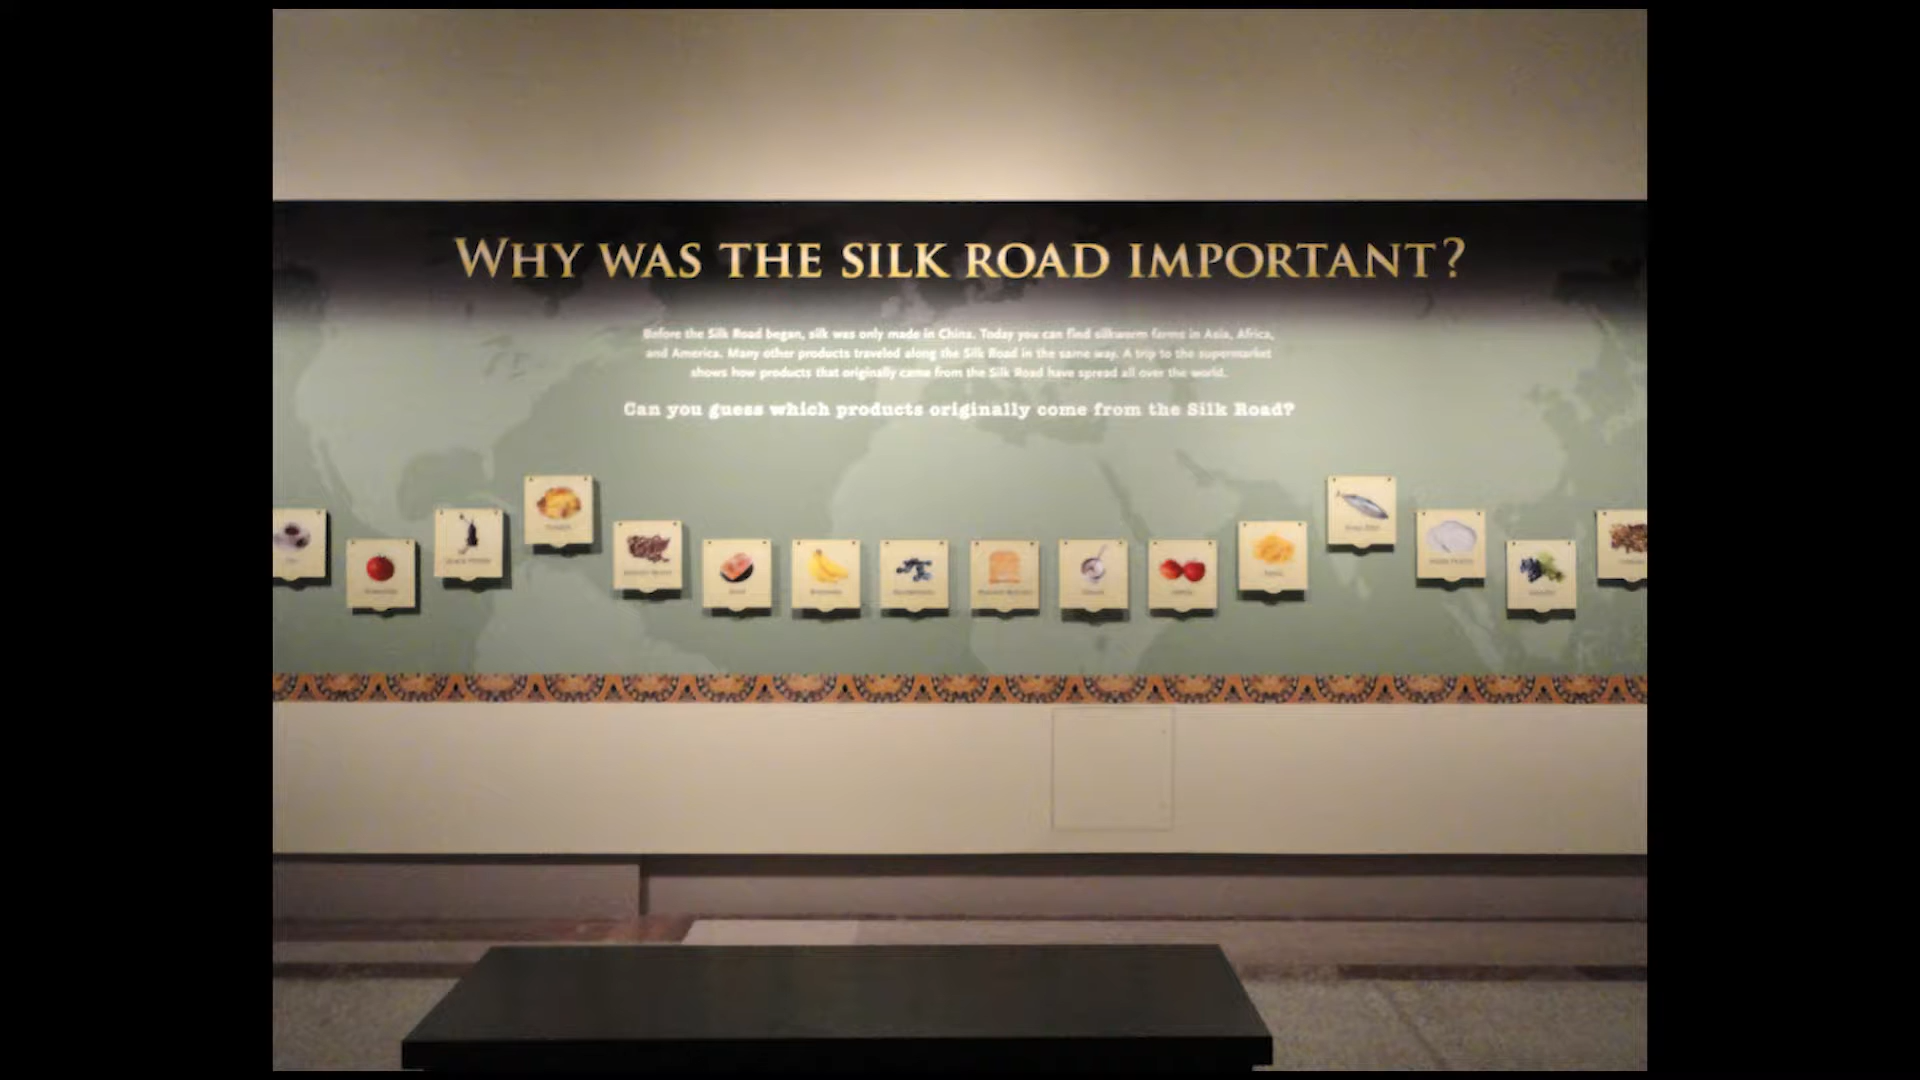 WHY WAS THE SILK ROAD IMPORTANT?
Before the Silk Road began, silk was only made in China. Today you can find silkworm farms in Asia, Africa,
and America. Many other products traveled along the Silk Road in the same way. A trip to the supermarket
shows how products that originally came from the Silk Road have spread all over the world.
Can you guess which products originally come from the Silk Road?